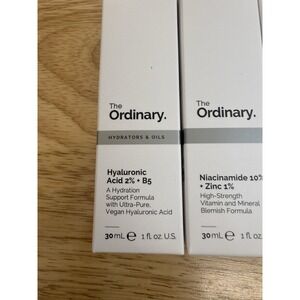 The
Ordinary.
HYDRATORS & OILS
Hyaluronic
Acid 2% + B5
A Hydration
Support Formula
with Ultra-Pure,
Vegan Hyaluronic Acid
30mL e 1 fl oz. U.S.
The
Ordinary.
Niacinamide 10%
+ Zinc 1%
High-Strength
Vitamin and Mineral
Blemish Formula
30mL e 1 fl oz.